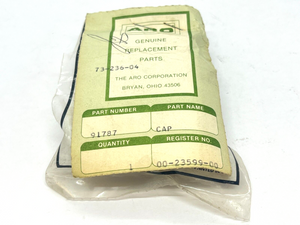 ARO
GENUINE
REPLACEMENT
PARTS
73-236-04
THE ARO CORPORATION
BRYAN, OHIO 43506
PART NUMBER PART NAME
91787 CAP
QUANTITY REGISTER NO.
1 00-23599-00